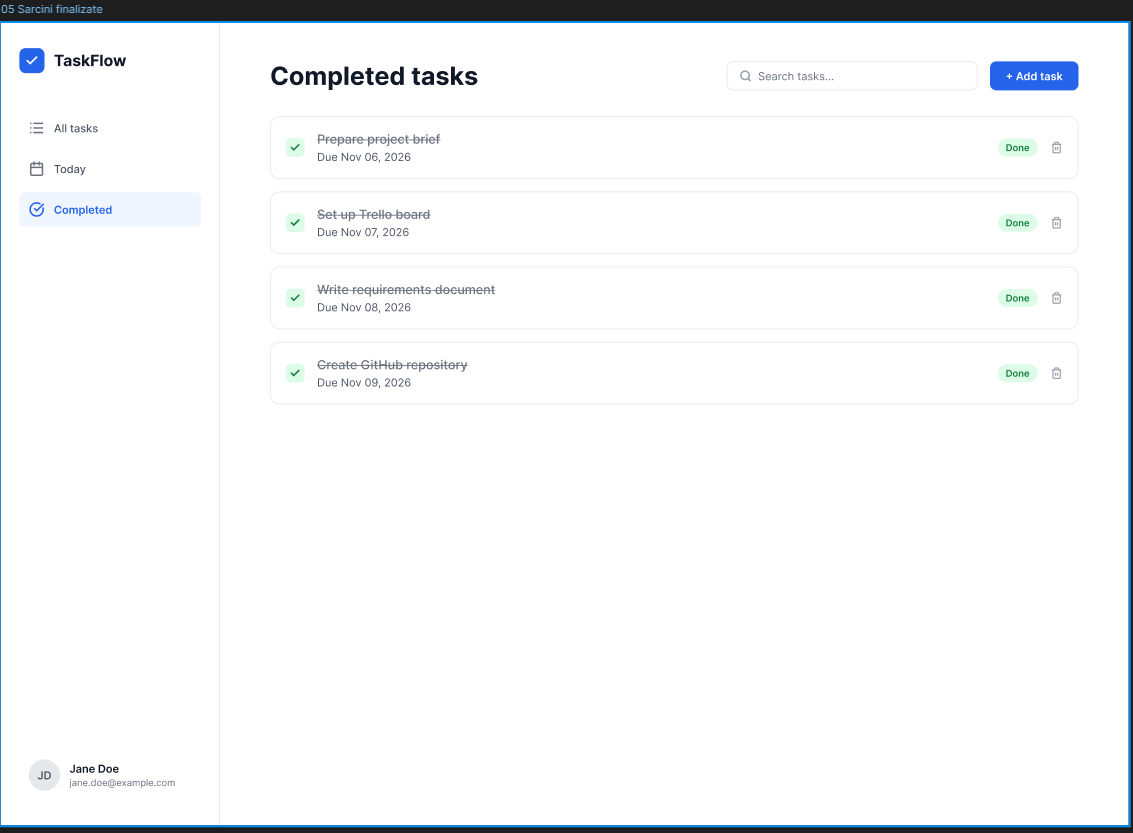 05 Sarcini finalizate
TaskFlow
All tasks
Today
Completed
Completed tasks
Search tasks...
+ Add task
Prepare project brief
Due Nov 06, 2026
Done
Set up Trello board
Due Nov 07, 2026
Done
Write requirements document
Due Nov 08, 2026
Done
Create GitHub repository
Due Nov 09, 2026
Done
JD
Jane Doe
jane.doe@example.com